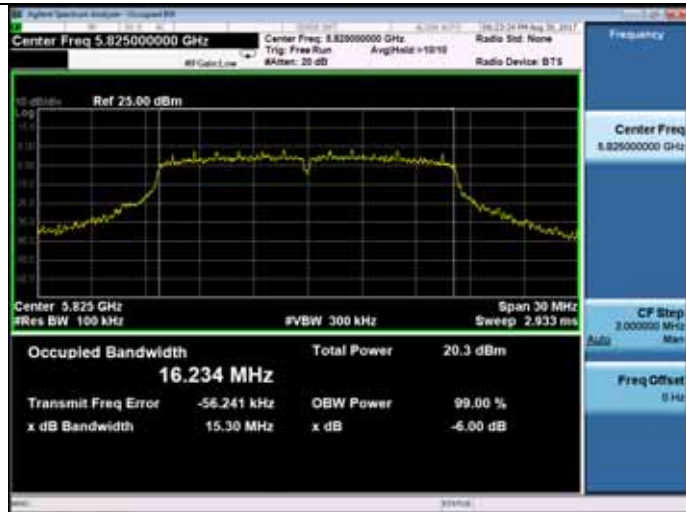 Agilent Spectrum Analyzer - Occupied BW
Center Freq 5.825000000 GHz
Center Freq: 5.825000000 GHz
Trig: Free Run Avg|Hold:>10/10
#IFGain:Low #Atten: 20 dB
Radio Std: None
Radio Device: BTS
10 dB/div Ref 25.00 dBm
Log
Center 5.825 GHz Span 30 MHz
#Res BW 100 kHz #VBW 300 kHz Sweep 2.933 ms
Occupied Bandwidth Total Power 20.3 dBm
16.234 MHz
Transmit Freq Error -56.241 kHz OBW Power 99.00 %
x dB Bandwidth 15.30 MHz x dB -6.00 dB
Frequency
Center Freq
5.825000000 GHz
CF Step
3.000000 MHz
Auto Man
Freq Offset
0 Hz
MSG STATUS